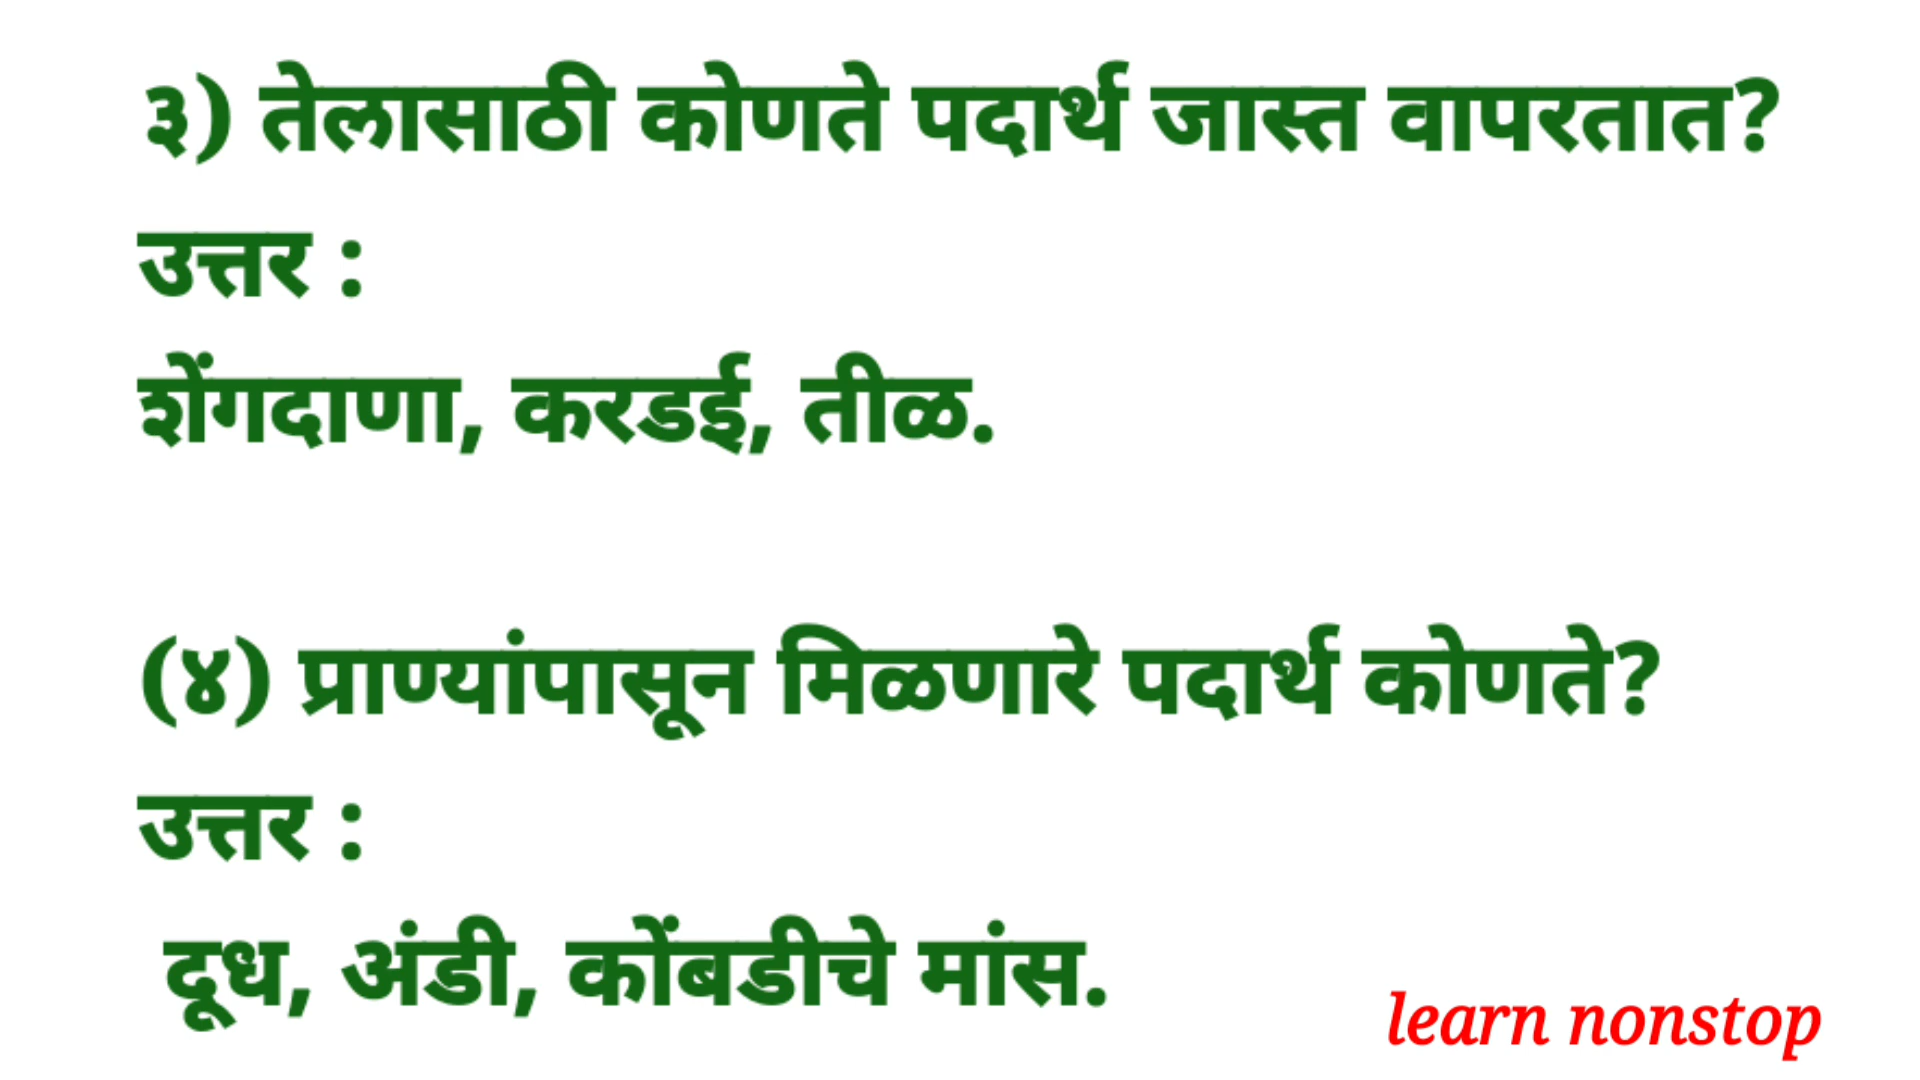 ३) तेलासाठी कोणते पदार्थ जास्त वापरतात?
उत्तर :
शेंगदाणा, करडई, तीळ.
(४) प्राण्यांपासून मिळणारे पदार्थ कोणते?
उत्तर :
दूध, अंडी, कोंबडीचे मांस.
learn nonstop